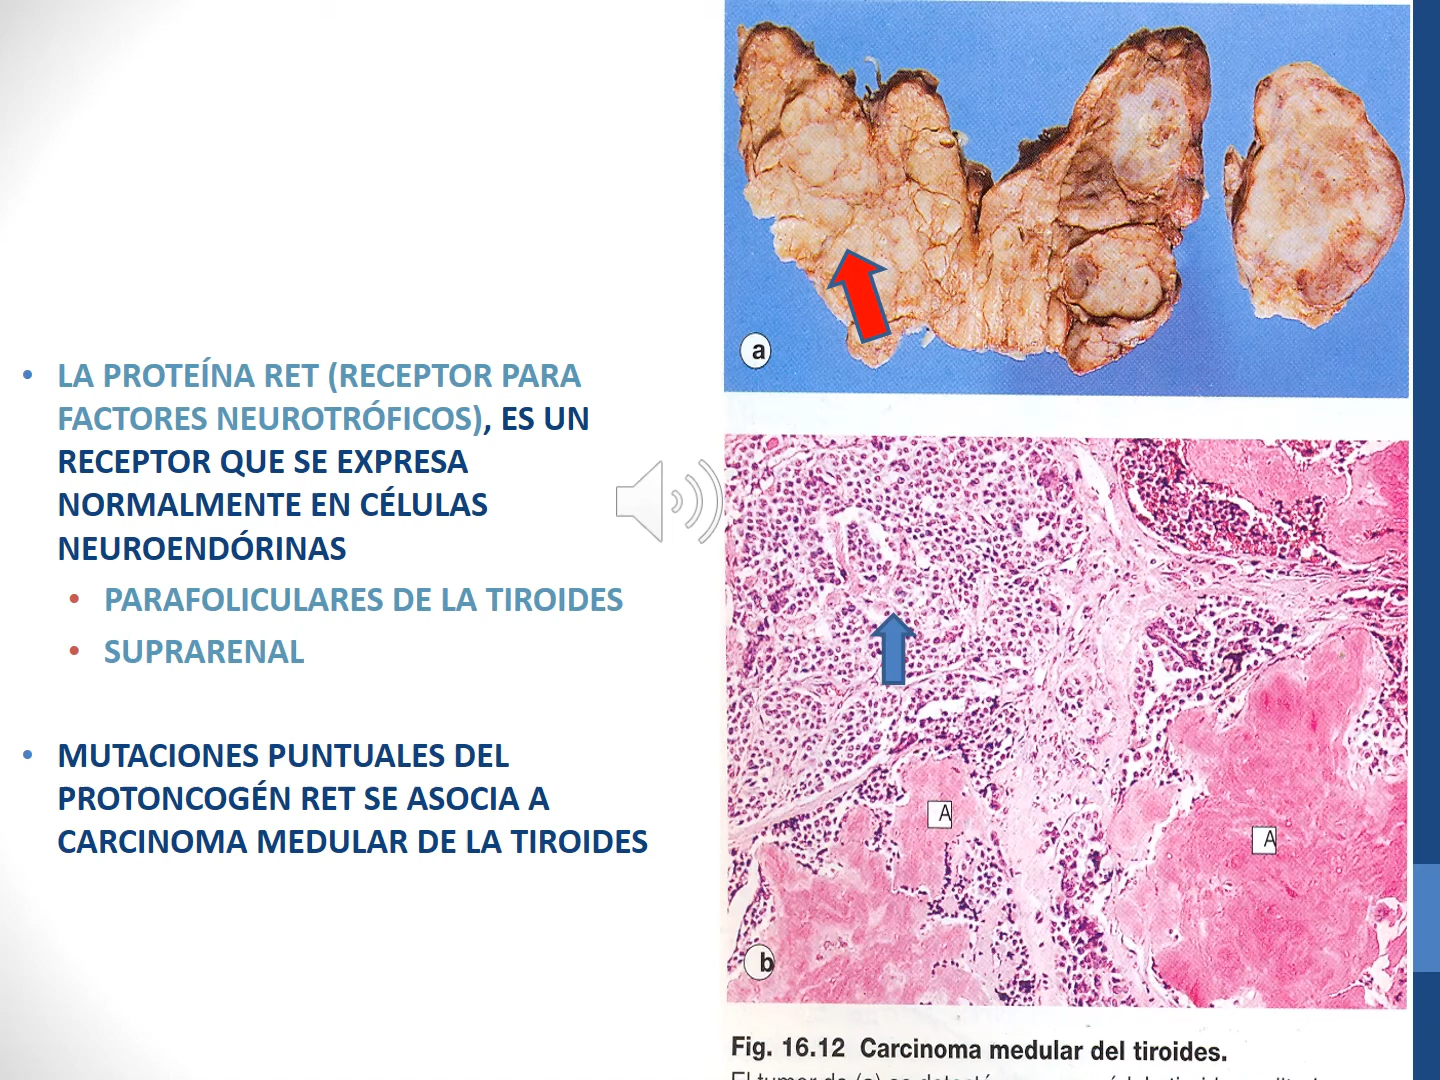 LA PROTEÍNA RET (RECEPTOR PARA
FACTORES NEUROTRÓFICOS), ES UN
RECEPTOR QUE SE EXPRESA
NORMALMENTE EN CÉLULAS
NEUROENDÓRINAS
PARAFOLICULARES DE LA TIROIDES
SUPRARENAL
MUTACIONES PUNTUALES DEL
PROTONCOGÉN RET SE ASOCIA A
CARCINOMA MEDULAR DE LA TIROIDES
a
A
A
b
Fig. 16.12 Carcinoma medular del tiroides.